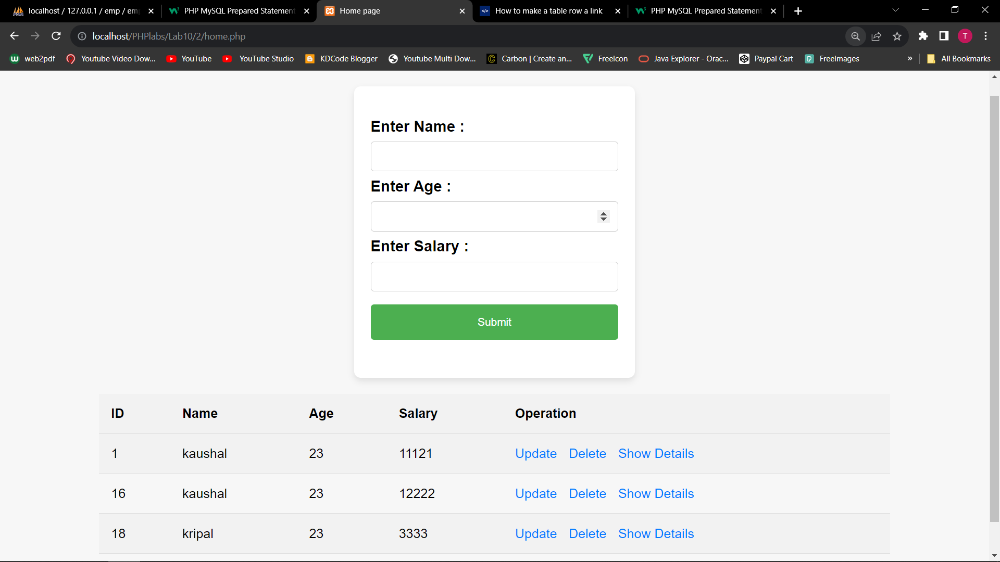 localhost / 127.0.0.1 / emp / emp
PHP MySQL Prepared Statement
Home page
How to make a table row a link
PHP MySQL Prepared Statement
localhost/PHPlabs/Lab10/2/home.php
T
web2pdf
Youtube Video Dow...
YouTube
YouTube Studio
KDCode Blogger
Youtube Multi Dow...
Carbon | Create an...
FreeIcon
Java Explorer - Orac...
Paypal Cart
FreeImages
»
All Bookmarks
Enter Name :
Enter Age :
Enter Salary :
Submit
ID Name Age Salary Operation
1 kaushal 23 11121 Update Delete Show Details
16 kaushal 23 12222 Update Delete Show Details
18 kripal 23 3333 Update Delete Show Details